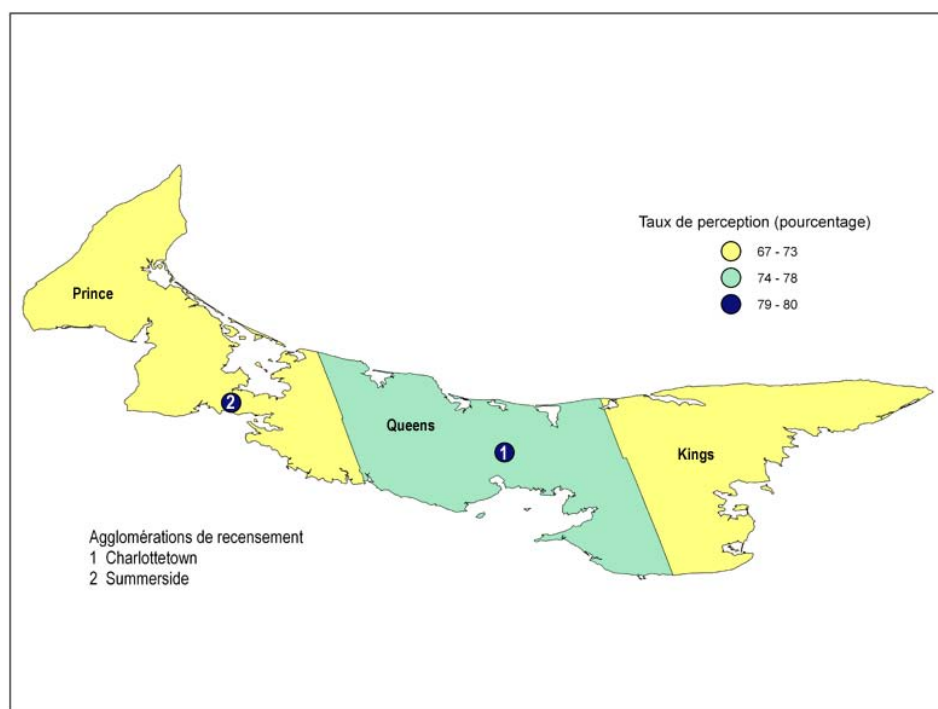 Taux de perception (pourcentage)
67 - 73
74 - 78
79 - 80
Prince
2
Queens
1
Kings
Agglomérations de recensement
1 Charlottetown
2 Summerside